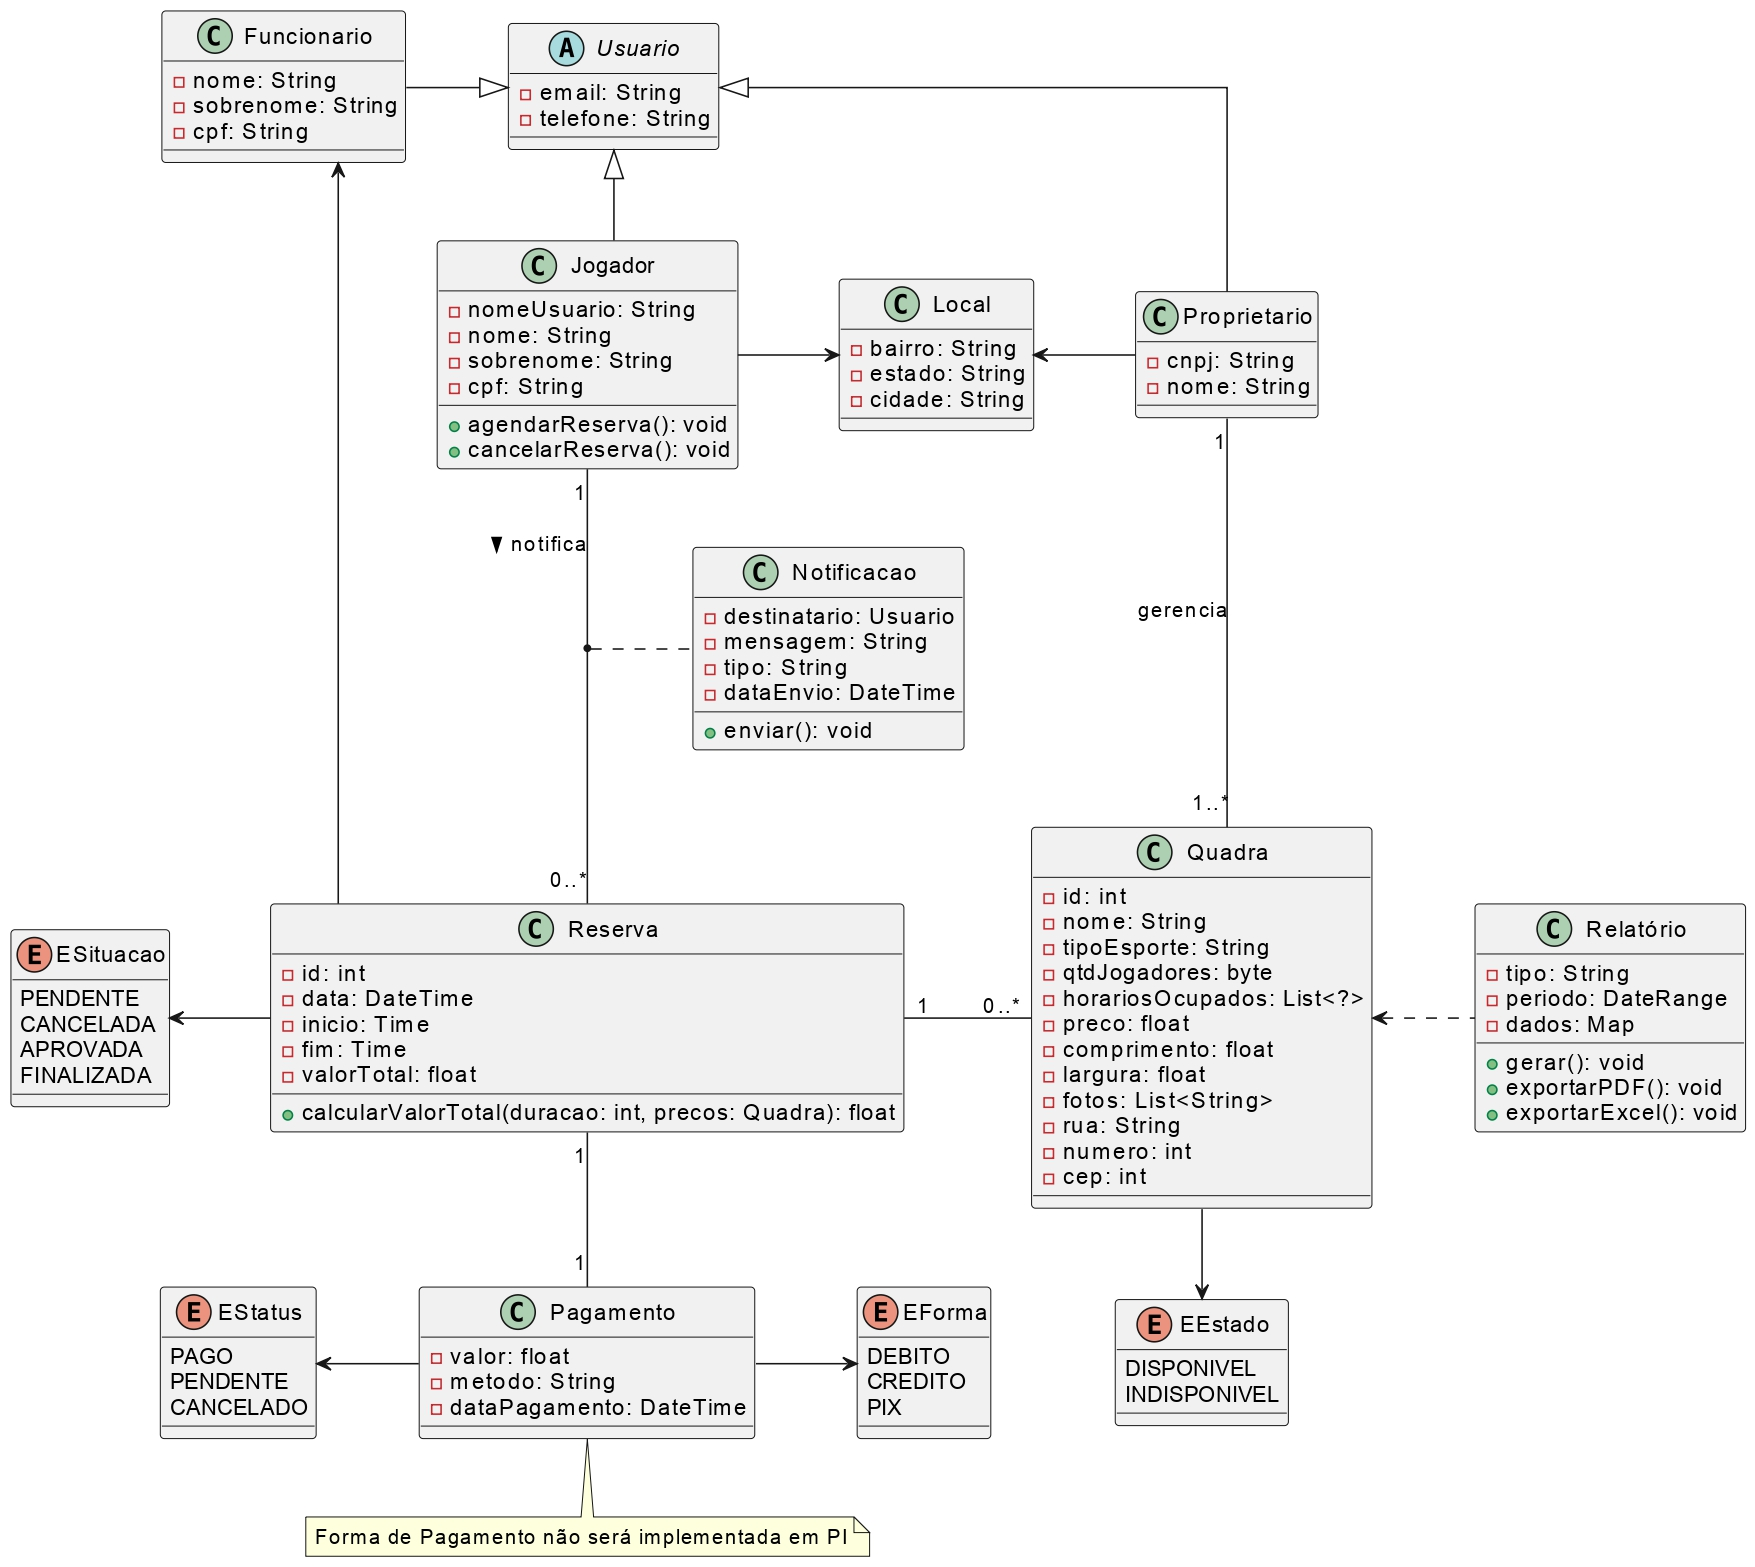 C Funcionario
nome: String
sobrenome: String
cpf: String
A Usuario
email: String
telefone: String
C Jogador
nomeUsuario: String
nome: String
sobrenome: String
cpf: String
agendarReserva(): void
cancelarReserva(): void
C Local
bairro: String
estado: String
cidade: String
C Proprietario
cnpj: String
nome: String
1
notifica
0..*
C Notificacao
destinatario: Usuario
mensagem: String
tipo: String
dataEnvio: DateTime
enviar(): void
1
gerencia
1..*
E ESituacao
PENDENTE
CANCELADA
APROVADA
FINALIZADA
C Reserva
id: int
data: DateTime
inicio: Time
fim: Time
valorTotal: float
calcularValorTotal(duracao: int, precos: Quadra): float
1
0..*
C Quadra
id: int
nome: String
tipoEsporte: String
qtdJogadores: byte
horariosOcupados: List<?>
preco: float
comprimento: float
largura: float
fotos: List<String>
rua: String
numero: int
cep: int
C Relatório
tipo: String
periodo: DateRange
dados: Map
gerar(): void
exportarPDF(): void
exportarExcel(): void
1
1
E EStatus
PAGO
PENDENTE
CANCELADO
C Pagamento
valor: float
metodo: String
dataPagamento: DateTime
E EForma
DEBITO
CREDITO
PIX
E EEstado
DISPONIVEL
INDISPONIVEL
Forma de Pagamento não será implementada em PI